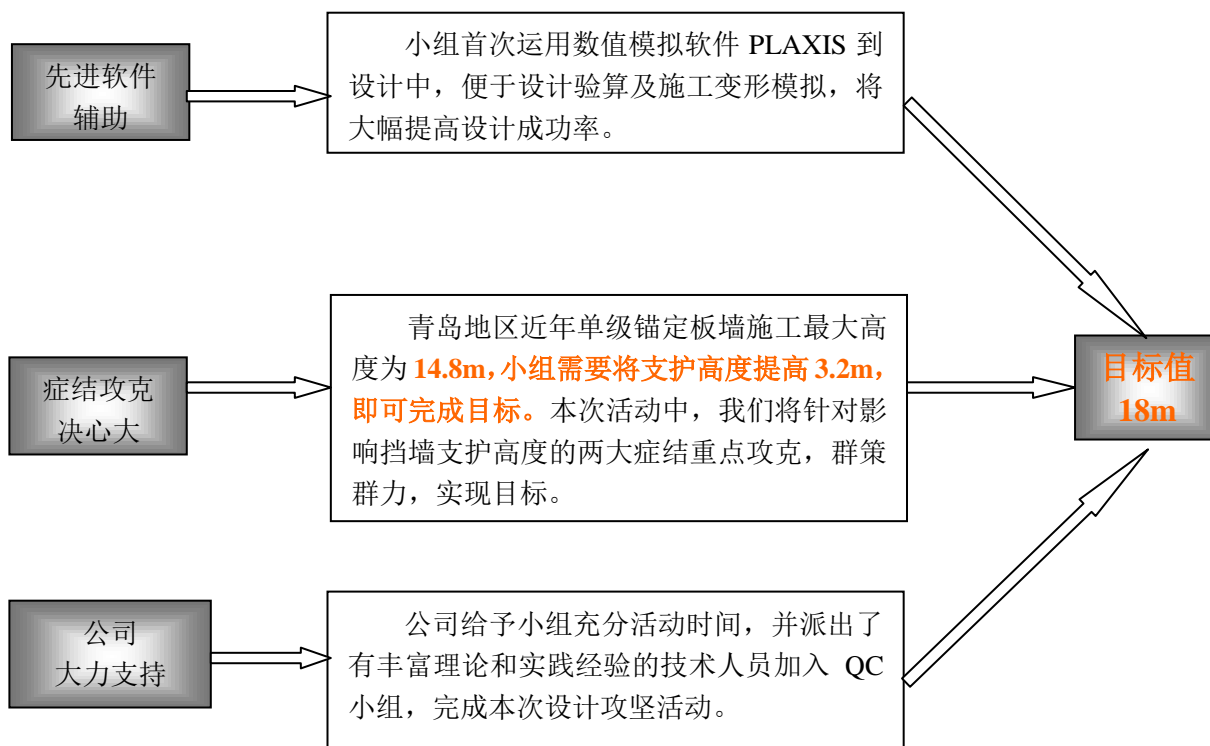 先进软件
辅助
小组首次运用数值模拟软件 PLAXIS 到
设计中，便于设计验算及施工变形模拟，将
大幅提高设计成功率。
症结攻克
决心大
青岛地区近年单级锚定板墙施工最大高
度为 14.8m，小组需要将支护高度提高 3.2m，
即可完成目标。本次活动中，我们将针对影
响挡墙支护高度的两大症结重点攻克，群策
群力，实现目标。
目标值
18m
公司
大力支持
公司给予小组充分活动时间，并派出了
有丰富理论和实践经验的技术人员加入 QC
小组，完成本次设计攻坚活动。